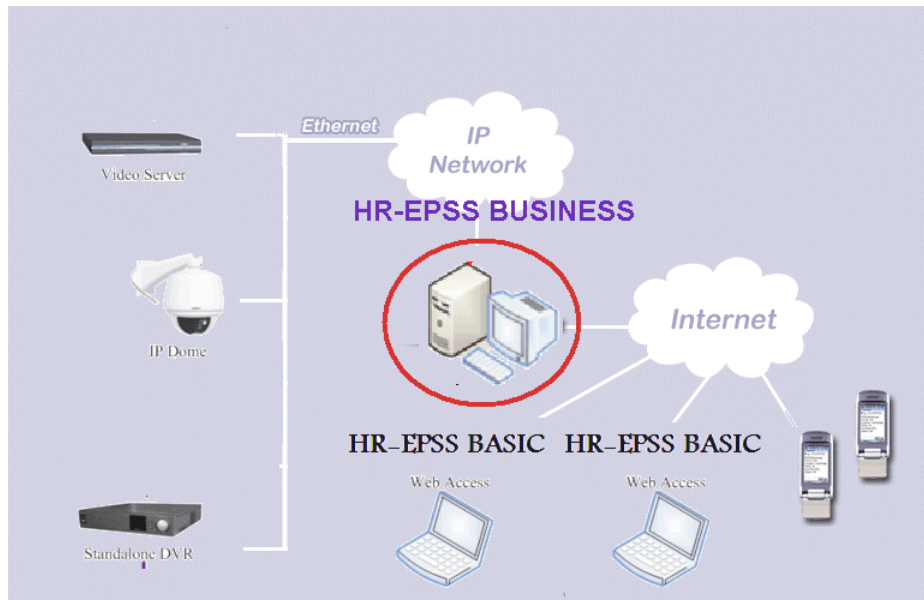 Ethernet
IP
Network
Video Server
HR-EPSS BUSINESS
Internet
IP Dome
HR-EPSS BASIC
HR-EPSS BASIC
Web Access
Web Access
Standalone DVR